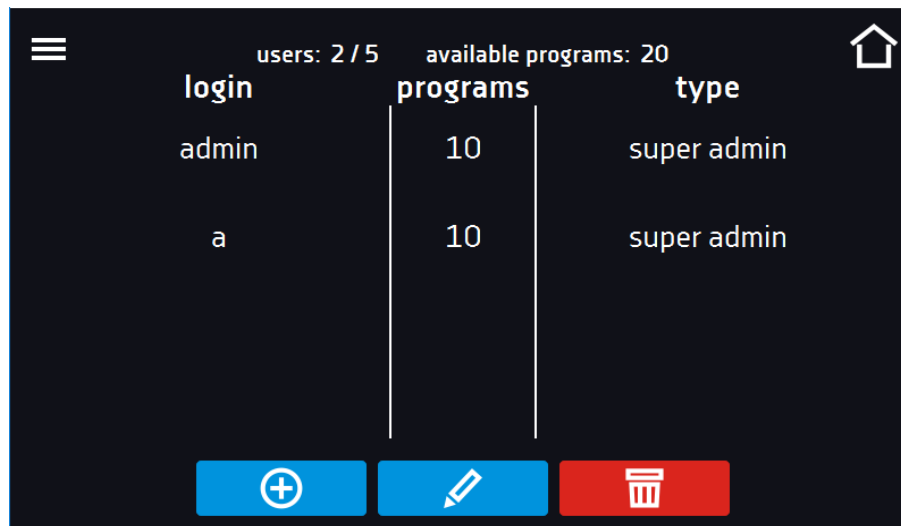 users: 2 / 5 available programs: 20
login programs type
admin 10 super admin
a 10 super admin